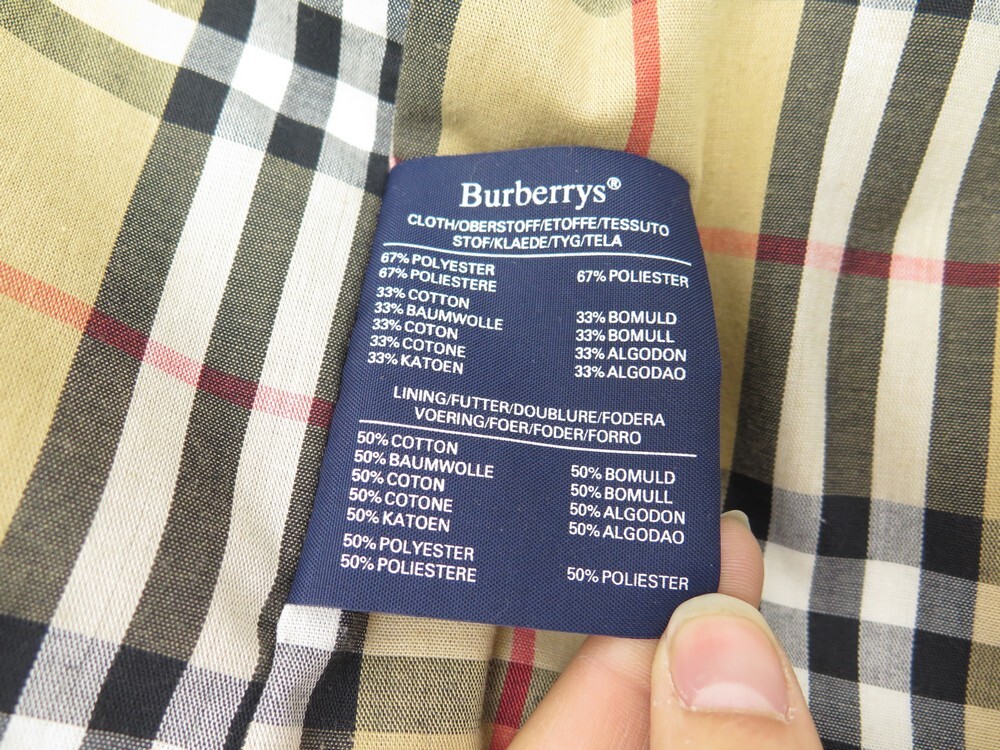 Burberrys®
CLOTH/OBERSTOFF/ETOFFE/TESSUTO
STOF/KLAEDE/TYG/TELA
67% POLYESTER
67% POLIESTERE
67% POLIESTER
33% COTTON
33% BAUMWOLLE
33% COTON
33% COTONE
33% KATOEN
33% BOMULD
33% BOMULL
33% ALGODON
33% ALGODAO
LINING/FUTTER/DOUBLURE/FODERA
VOERING/FOER/FODER/FORRO
50% COTTON
50% BAUMWOLLE
50% COTON
50% COTONE
50% KATOEN
50% BOMULD
50% BOMULL
50% ALGODON
50% ALGODAO
50% POLYESTER
50% POLIESTERE
50% POLIESTER